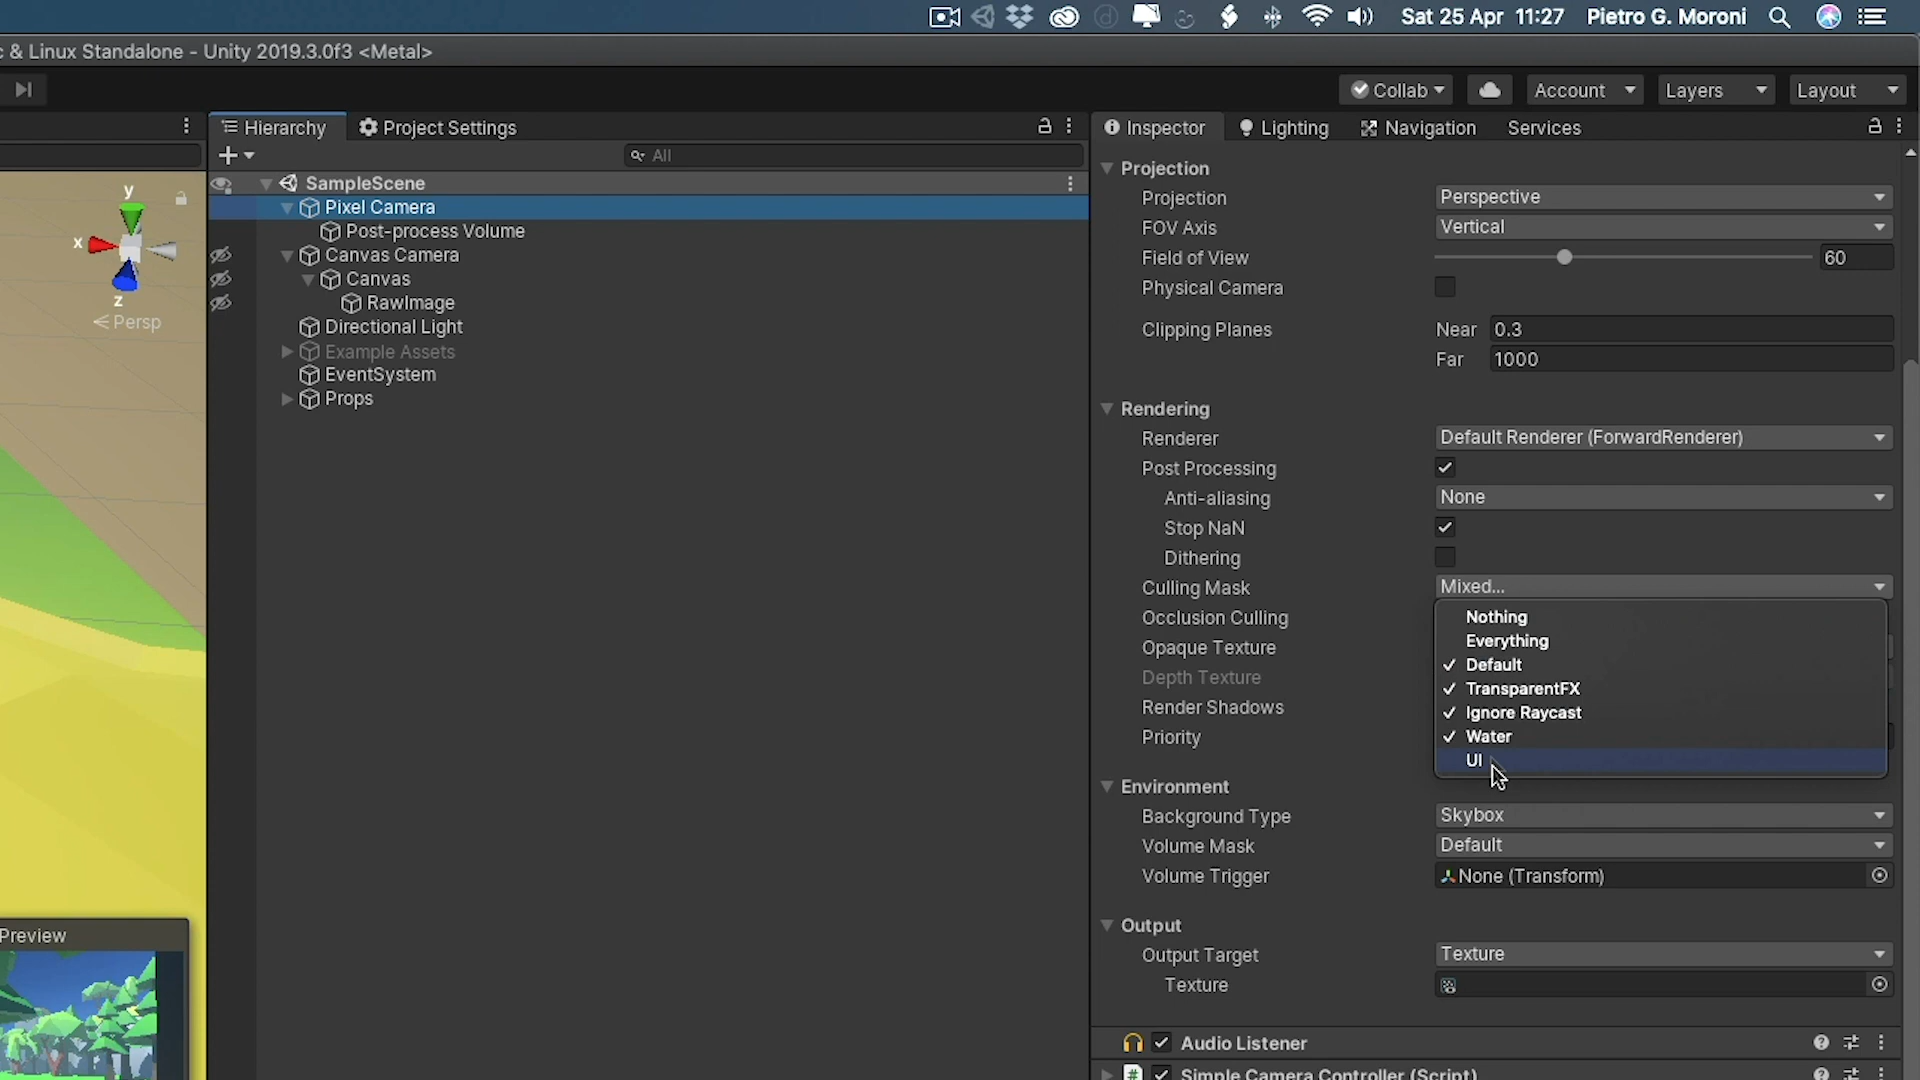 Sat 25 Apr 11:27 Pietro G. Moroni
c & Linux Standalone - Unity 2019.3.0f3 <Metal>
Collab
Account
Layers
Layout
Hierarchy
Project Settings
All
SampleScene
Pixel Camera
Post-process Volume
Canvas Camera
Canvas
RawImage
Directional Light
Example Assets
EventSystem
Props
y
x
z
Persp
Preview
Inspector
Lighting
Navigation
Services
Projection
Projection Perspective
FOV Axis Vertical
Field of View 60
Physical Camera
Clipping Planes Near 0.3
Far 1000
Rendering
Renderer Default Renderer (ForwardRenderer)
Post Processing
Anti-aliasing None
Stop NaN
Dithering
Culling Mask Mixed...
Occlusion Culling
Opaque Texture
Depth Texture
Render Shadows
Priority
Nothing
Everything
Default
TransparentFX
Ignore Raycast
Water
UI
Environment
Background Type Skybox
Volume Mask Default
Volume Trigger None (Transform)
Output
Output Target Texture
Texture
Audio Listener
Simple Camera Controller (Script)